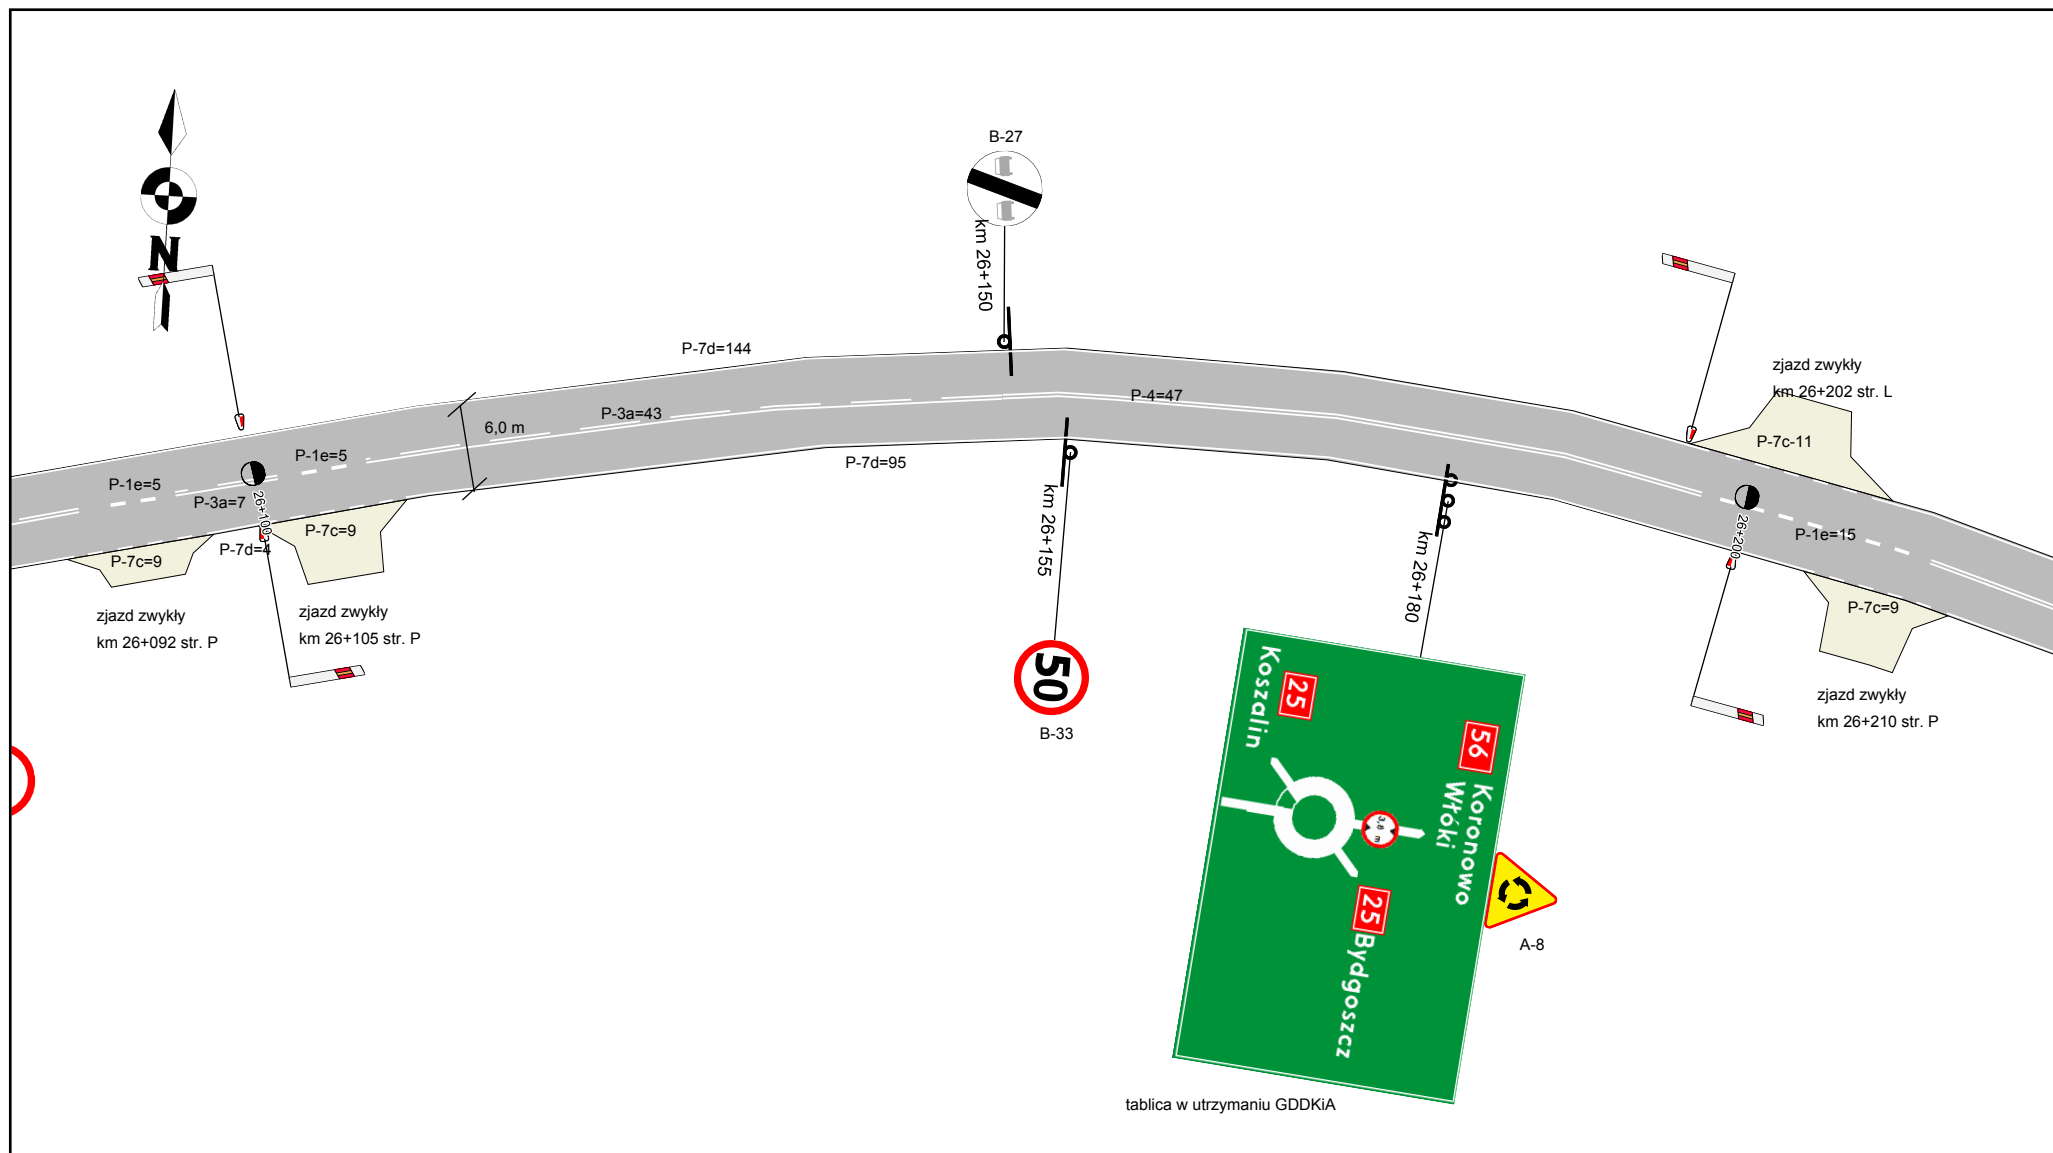 B-27
km 26+150
N
P-7d=144
P-3a=43
P-4=47
6,0 m
P-7d=95
P-1e=5
P-1e=5
P-3a=7
26+100
P-7d=4
P-7c=9
P-7c=9
zjazd zwykły
km 26+092 str. P
zjazd zwykły
km 26+105 str. P
km 26+155
50
B-33
km 26+180
zjazd zwykły
km 26+202 str. L
P-7c-11
26+200
P-1e=15
P-7c=9
zjazd zwykły
km 26+210 str. P
56 Koronowo
Włóki
25
Koszalin
3,8 m
25 Bydgoszcz
A-8
tablica w utrzymaniu GDDKiA